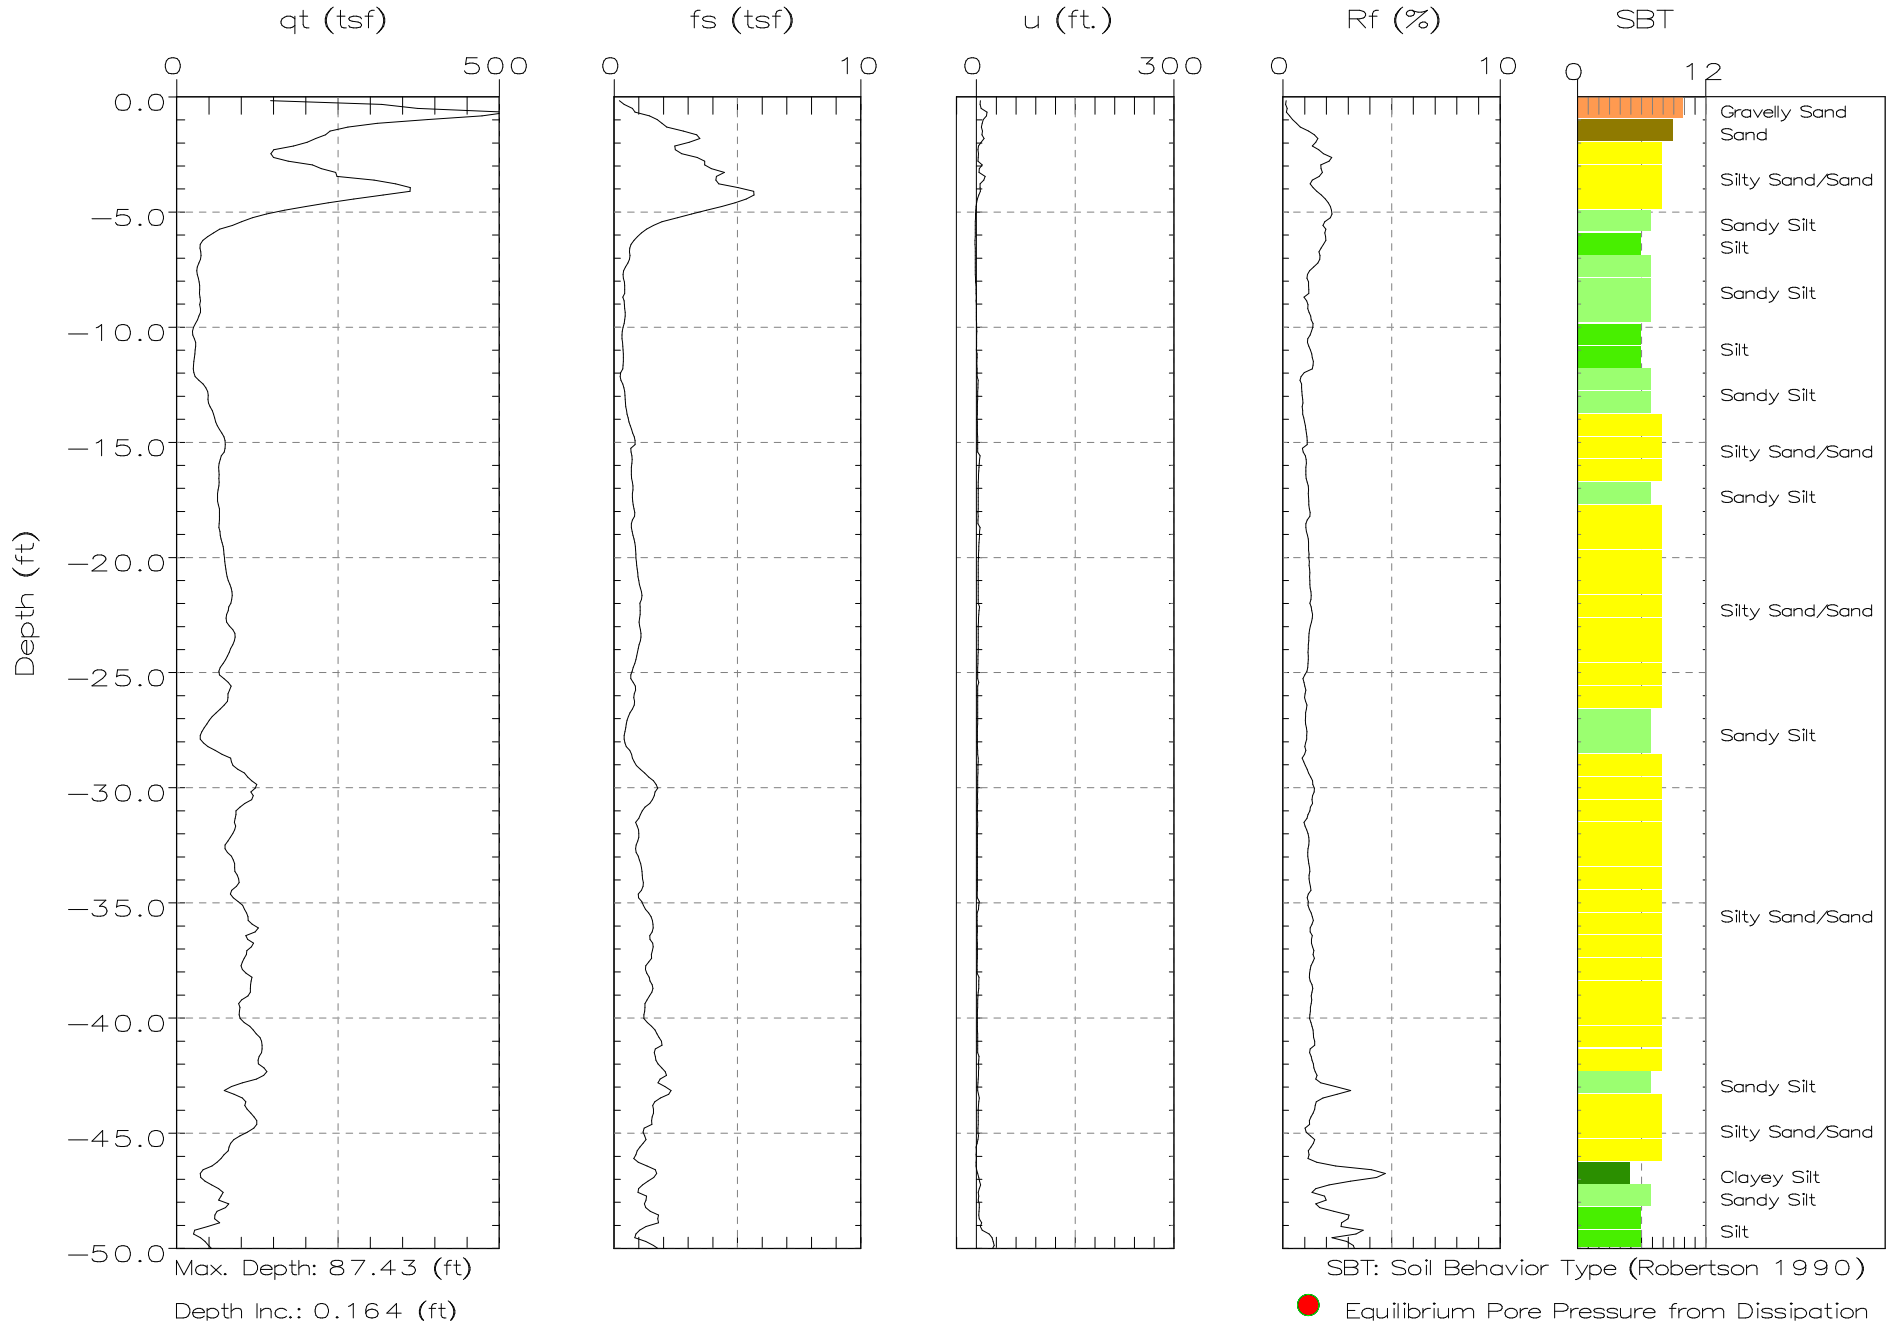 qt (tsf) fs (tsf) u (ft.) Rf (%) SBT
0 500 0 10 0 300 0 10 0 12
0.0
Gravelly Sand
Sand
Silty Sand/Sand
-5.0
Sandy Silt
Silt
Sandy Silt
-10.0
Silt
Sandy Silt
-15.0
Silty Sand/Sand
Sandy Silt
-20.0
Depth (ft)
Silty Sand/Sand
-25.0
Sandy Silt
-30.0
-35.0
Silty Sand/Sand
-40.0
Sandy Silt
-45.0
Silty Sand/Sand
Clayey Silt
Sandy Silt
Silt
-50.0
Max. Depth: 87.43 (ft) SBT: Soil Behavior Type (Robertson 1990)
Depth Inc.: 0.164 (ft) Equilibrium Pore Pressure from Dissipation